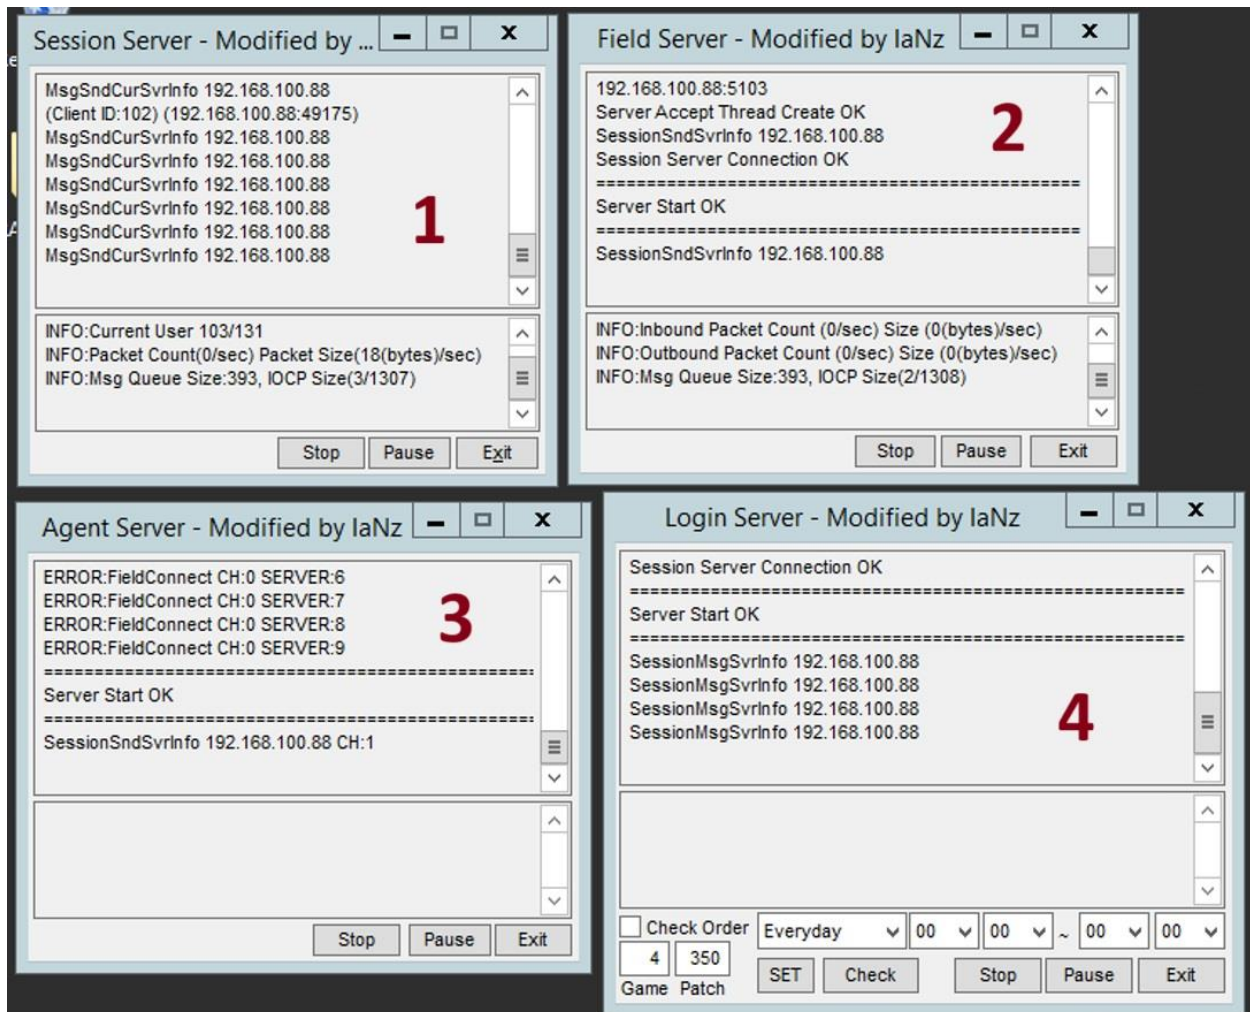 Session Server - Modified by ...
MsgSndCurSvrInfo 192.168.100.88
(Client ID:102) (192.168.100.88:49175)
MsgSndCurSvrInfo 192.168.100.88
MsgSndCurSvrInfo 192.168.100.88
MsgSndCurSvrInfo 192.168.100.88
MsgSndCurSvrInfo 192.168.100.88
MsgSndCurSvrInfo 192.168.100.88
MsgSndCurSvrInfo 192.168.100.88
1
INFO:Current User 103/131
INFO:Packet Count(0/sec) Packet Size(18(bytes)/sec)
INFO:Msg Queue Size:393, IOCP Size(3/1307)
Stop Pause Exit
Field Server - Modified by laNz
192.168.100.88:5103
Server Accept Thread Create OK
SessionSndSvrInfo 192.168.100.88
Session Server Connection OK
================================================
Server Start OK
================================================
SessionSndSvrInfo 192.168.100.88
2
INFO:Inbound Packet Count (0/sec) Size (0(bytes)/sec)
INFO:Outbound Packet Count (0/sec) Size (0(bytes)/sec)
INFO:Msg Queue Size:393, IOCP Size(2/1308)
Stop Pause Exit
Agent Server - Modified by laNz
ERROR:FieldConnect CH:0 SERVER:6
ERROR:FieldConnect CH:0 SERVER:7
ERROR:FieldConnect CH:0 SERVER:8
ERROR:FieldConnect CH:0 SERVER:9
================================================
Server Start OK
================================================
SessionSndSvrInfo 192.168.100.88 CH:1
3
Stop Pause Exit
Login Server - Modified by laNz
Session Server Connection OK
=======================================================
Server Start OK
=======================================================
SessionMsgSvrInfo 192.168.100.88
SessionMsgSvrInfo 192.168.100.88
SessionMsgSvrInfo 192.168.100.88
SessionMsgSvrInfo 192.168.100.88
4
Check Order Everyday 00 00 ~ 00 00
4 350
Game Patch
SET Check Stop Pause Exit